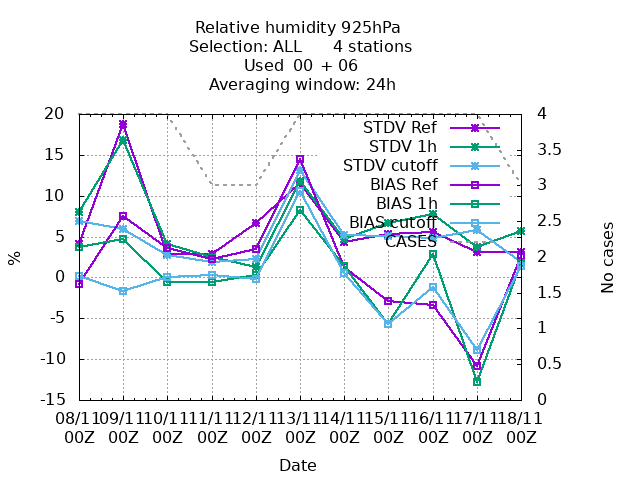 Relative humidity 925hPa
Selection: ALL 4 stations
Used 00 + 06
Averaging window: 24h
20 4
STDV Ref
STDV 1h
STDV cutoff
BIAS Ref
BIAS 1h
BIAS cutoff
CASES
15 3.5
10 3
5 2.5
0 2
-5 1.5
-10 1
-15 0.5
0
%
No cases
08/11 09/11 10/11 11/11 12/11 13/11 14/11 15/11 16/11 17/11 18/11
00Z 00Z 00Z 00Z 00Z 00Z 00Z 00Z 00Z 00Z 00Z
Date